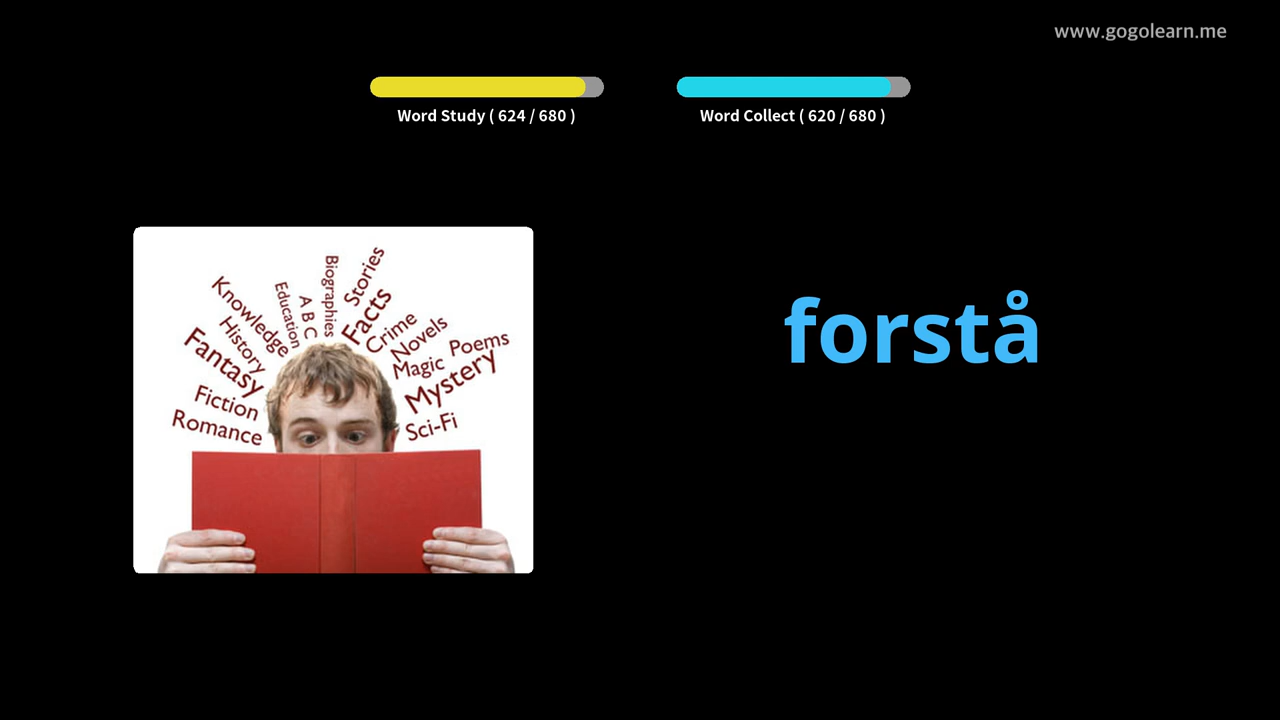 www.gogolearn.me
Word Study ( 624 / 680 )
Word Collect ( 620 / 680 )
forstå
Romance
Fiction
Fantasy
History
Knowledge
Education
A B C
Biographies
Stories
Facts
Crime
Novels
Magic
Poems
Mystery
Sci-Fi